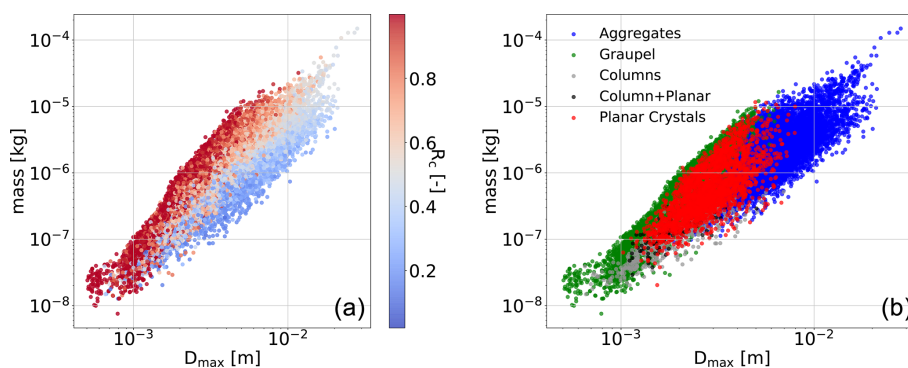 10⁻⁴
10⁻⁵
10⁻⁶
10⁻⁷
10⁻⁸
mass [kg]
10⁻³
10⁻²
D_max [m]
(a)
0.8
0.6
0.4
0.2
R_c [-]
10⁻⁴
10⁻⁵
10⁻⁶
10⁻⁷
10⁻⁸
mass [kg]
Aggregates
Graupel
Columns
Column+Planar
Planar Crystals
10⁻³
10⁻²
D_max [m]
(b)